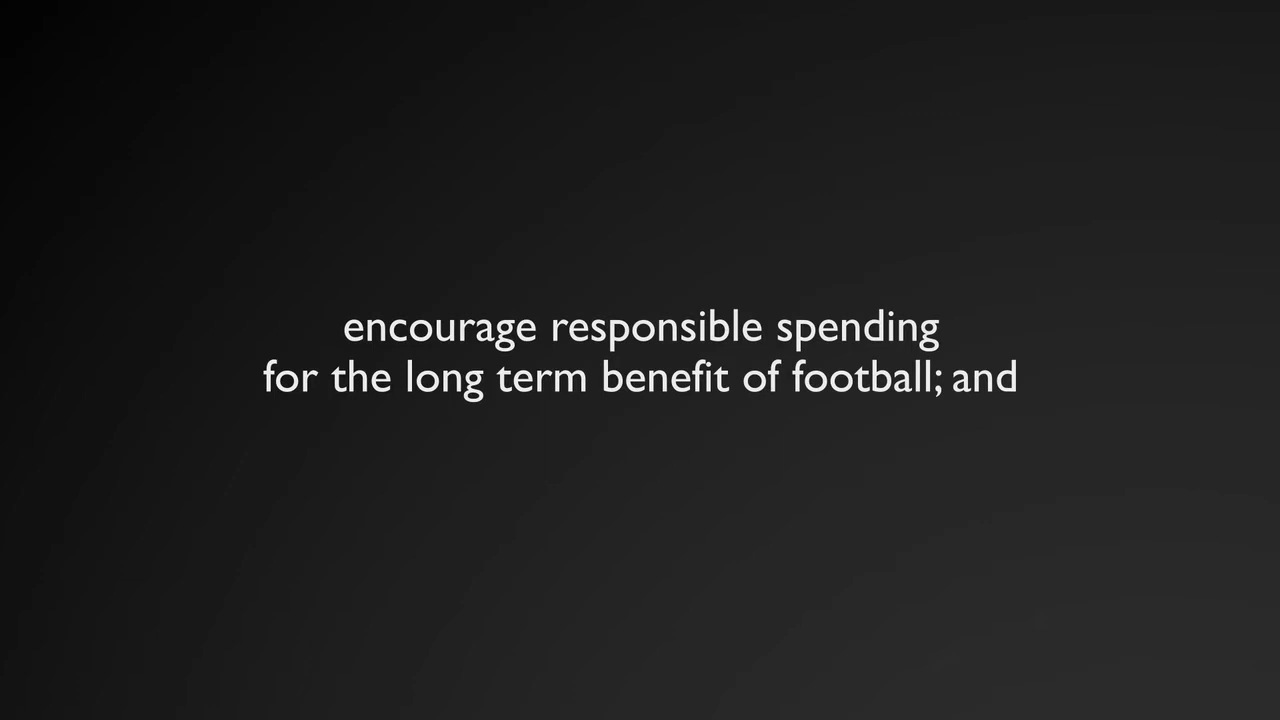 encourage responsible spending
for the long term benefit of football; and